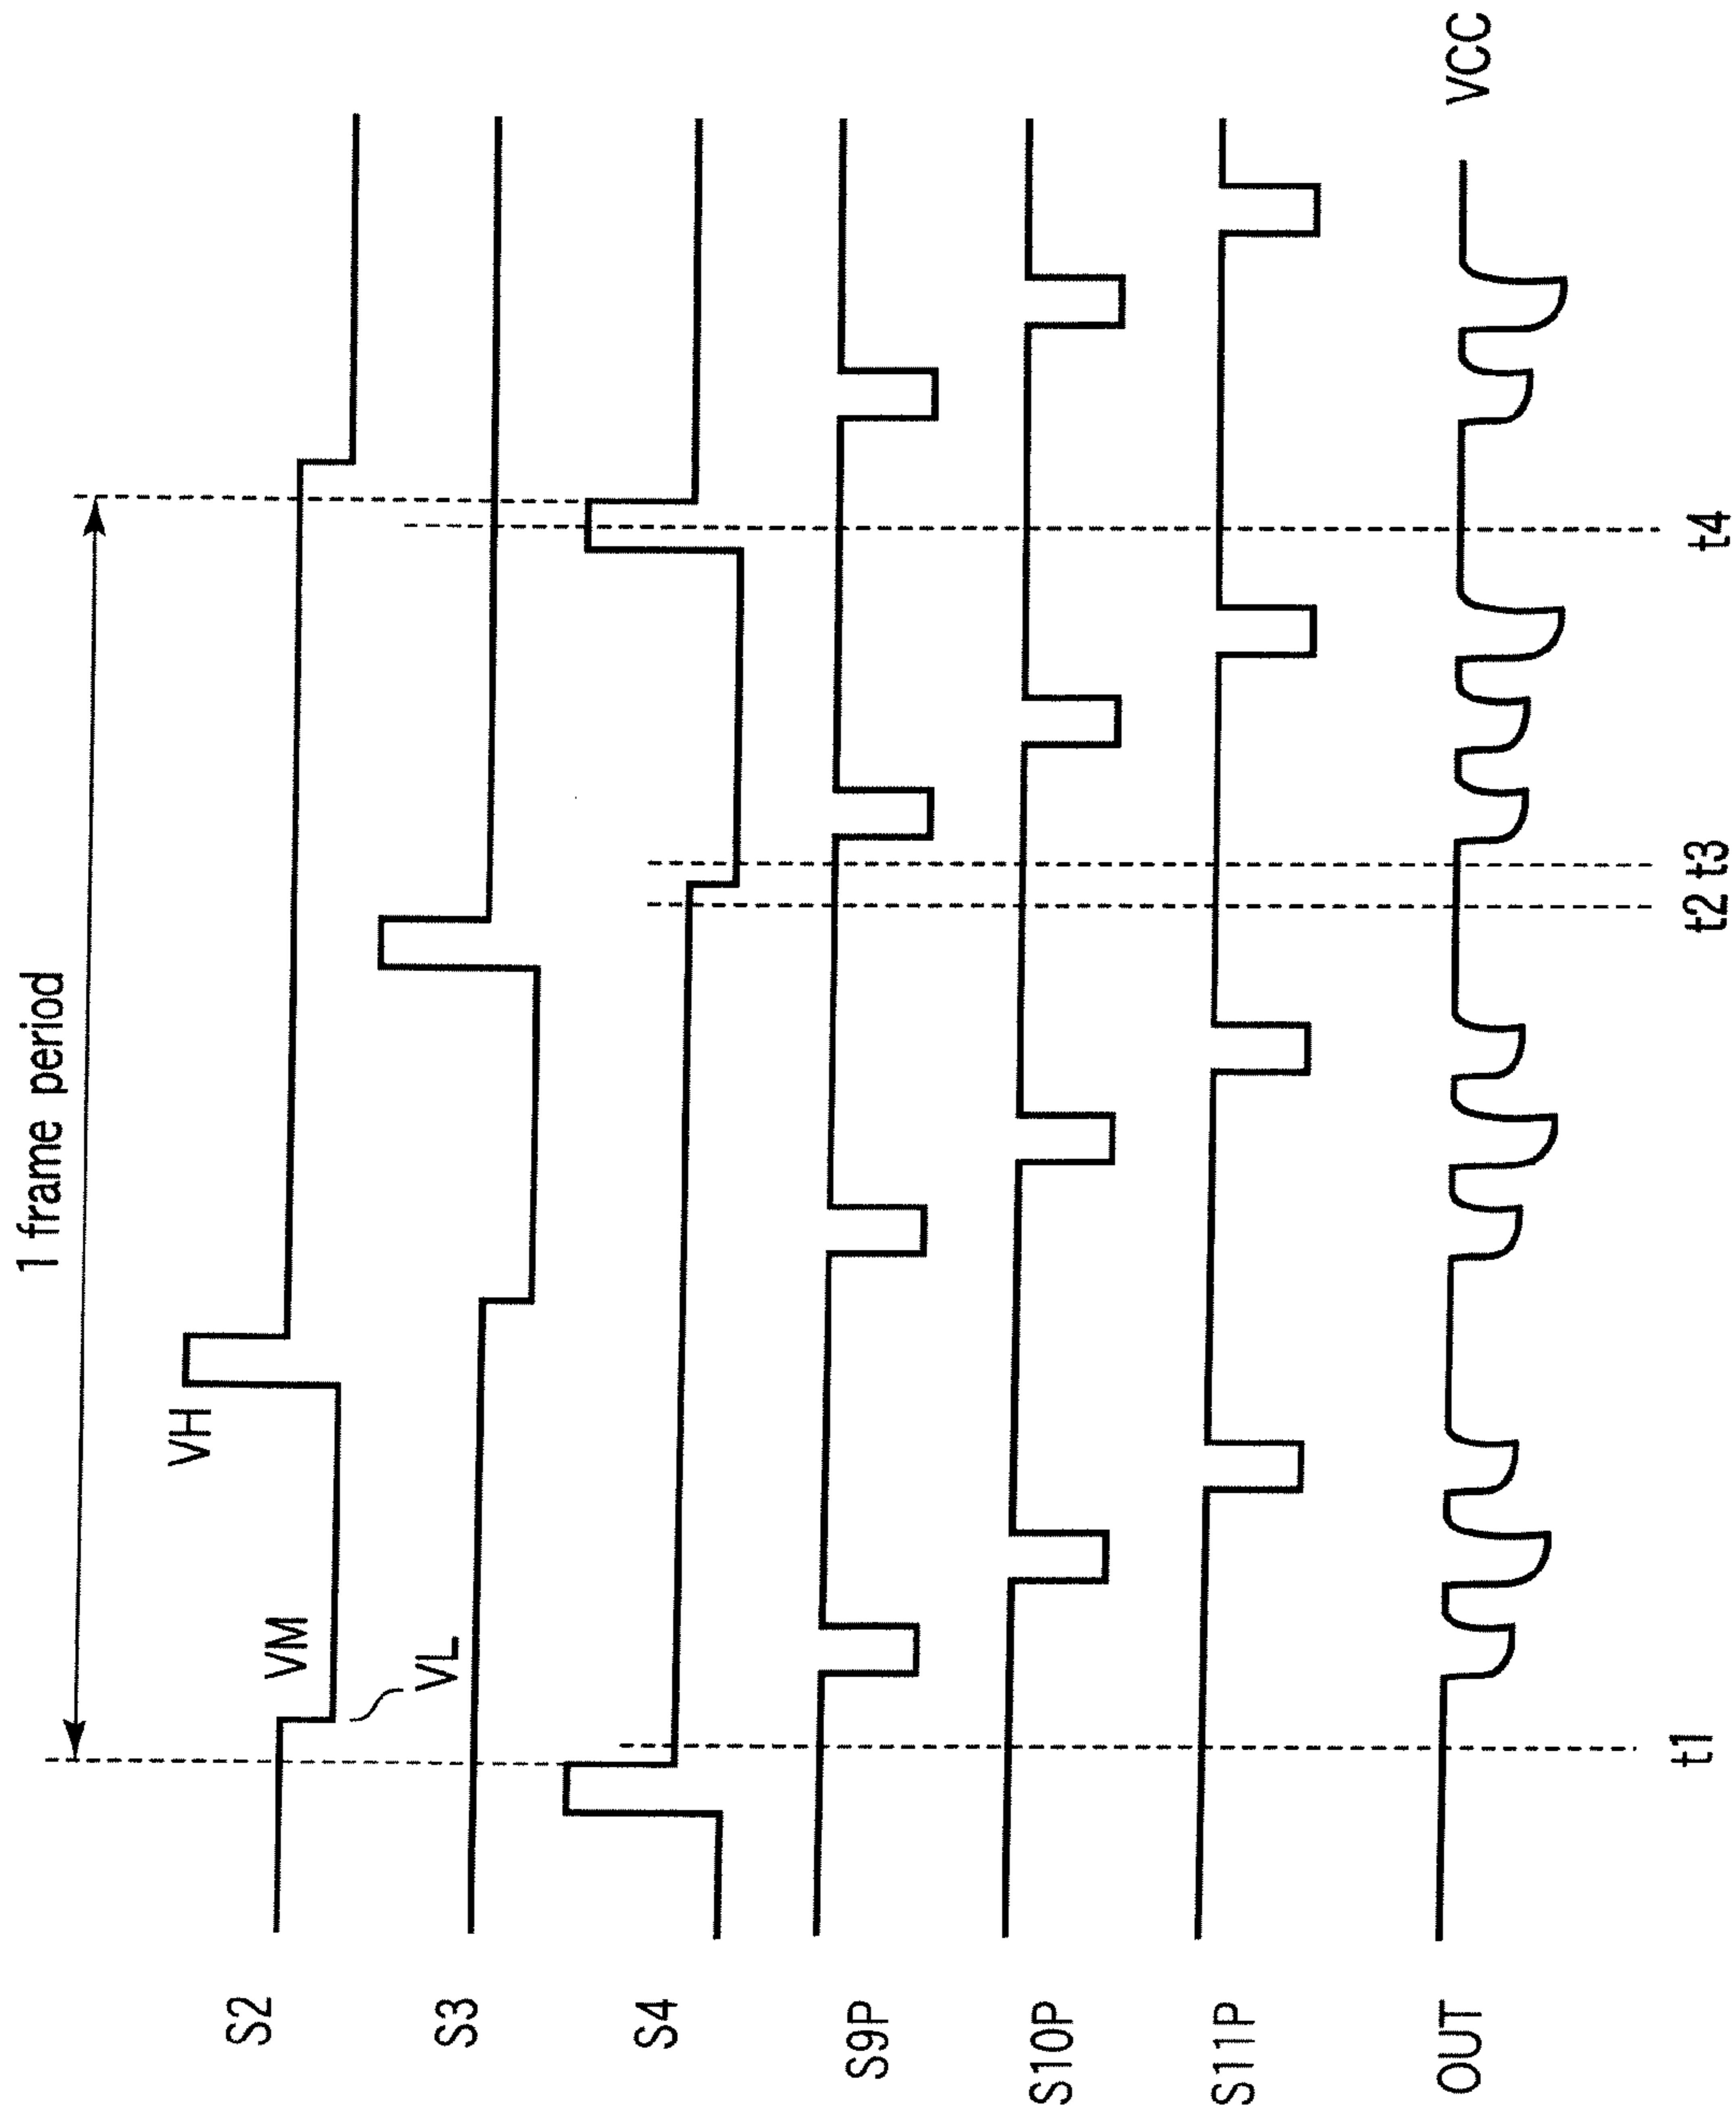 1 frame period
VH
VM
VL
S2
S3
S4
S9P
S10P
S11P
OUT
VCC
t1
t2 t3
t4